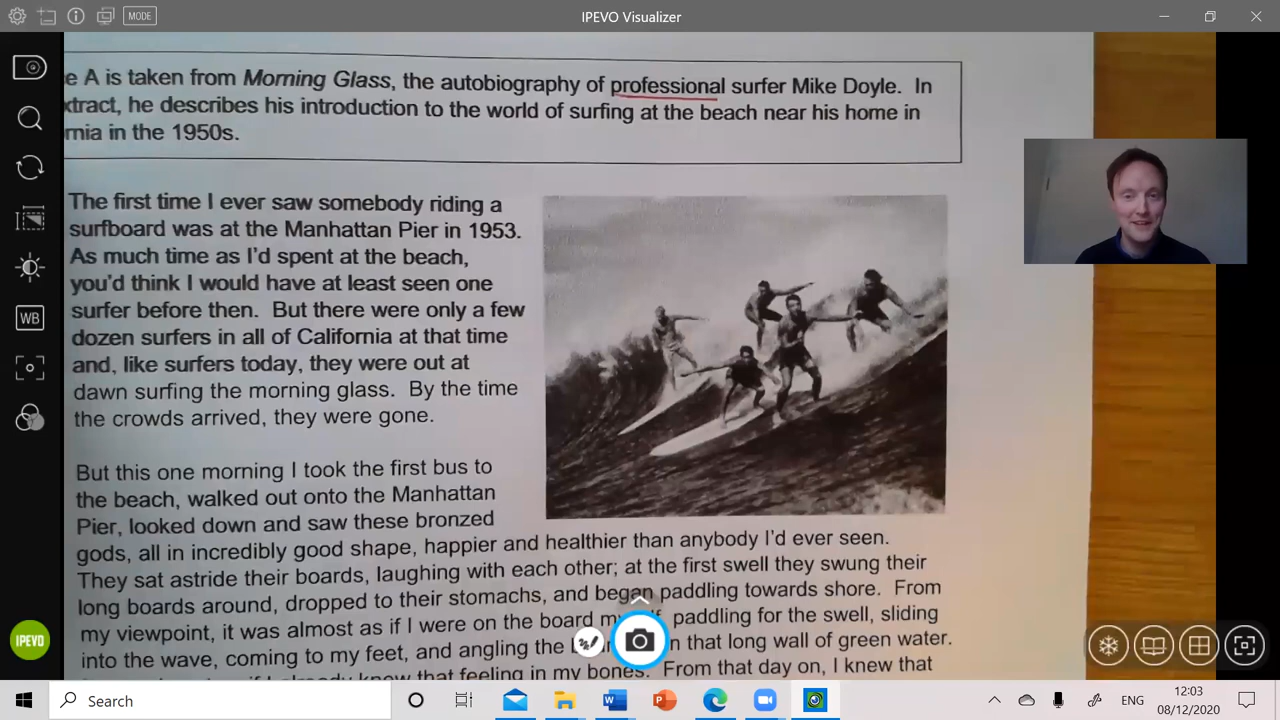 MODE
IPEVO Visualizer
e A is taken from Morning Glass, the autobiography of professional surfer Mike Doyle. In
xtract, he describes his introduction to the world of surfing at the beach near his home in
rnia in the 1950s.
The first time I ever saw somebody riding a
surfboard was at the Manhattan Pier in 1953.
As much time as I'd spent at the beach,
you'd think I would have at least seen one
surfer before then. But there were only a few
dozen surfers in all of California at that time
and, like surfers today, they were out at
dawn surfing the morning glass. By the time
the crowds arrived, they were gone.
But this one morning I took the first bus to
the beach, walked out onto the Manhattan
Pier, looked down and saw these bronzed
gods, all in incredibly good shape, happier and healthier than anybody I'd ever seen.
They sat astride their boards, laughing with each other; at the first swell they swung their
long boards around, dropped to their stomachs, and began paddling towards shore. From
my viewpoint, it was almost as if I were on the board paddling for the swell, sliding
into the wave, coming to my feet, and angling the that long wall of green water.
if I already knew that feeling in my bones. From that day on, I knew that
WB
IPEVO
Search
ENG
12:03
08/12/2020